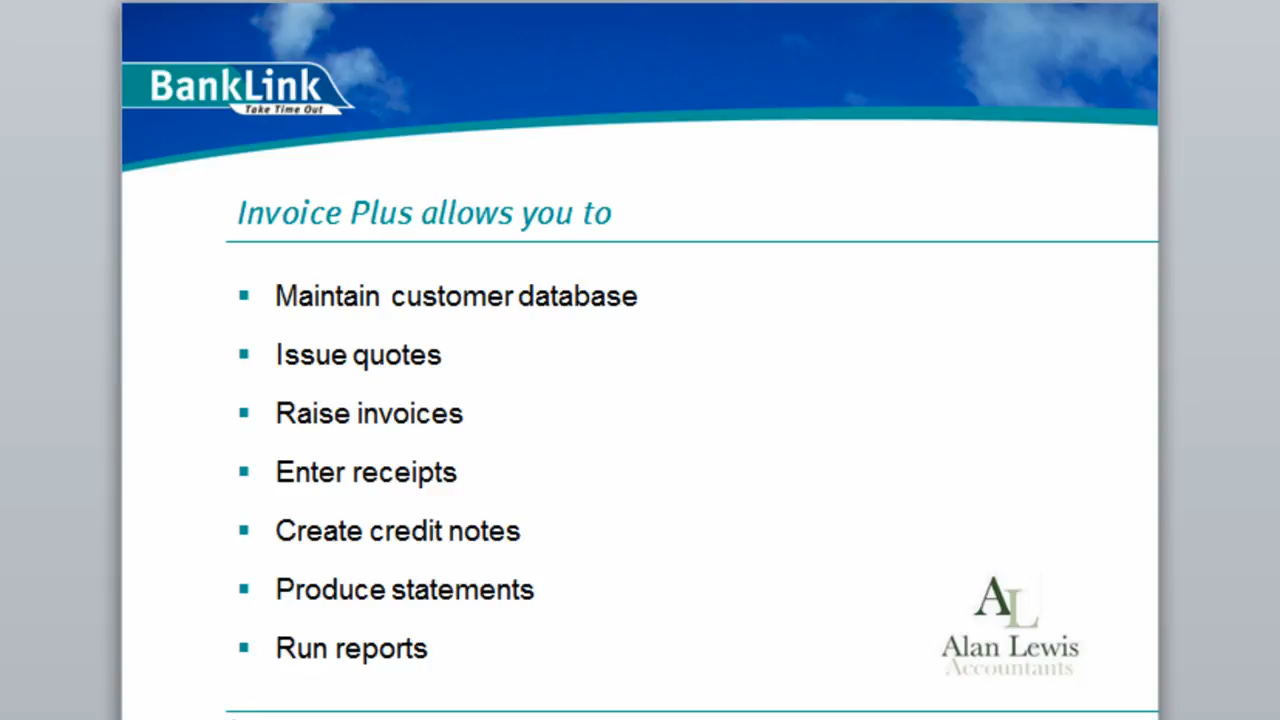 BankLink
Take Time Out
Invoice Plus allows you to
Maintain customer database
Issue quotes
Raise invoices
Enter receipts
Create credit notes
Produce statements
Run reports
AL
Alan Lewis
Accountants